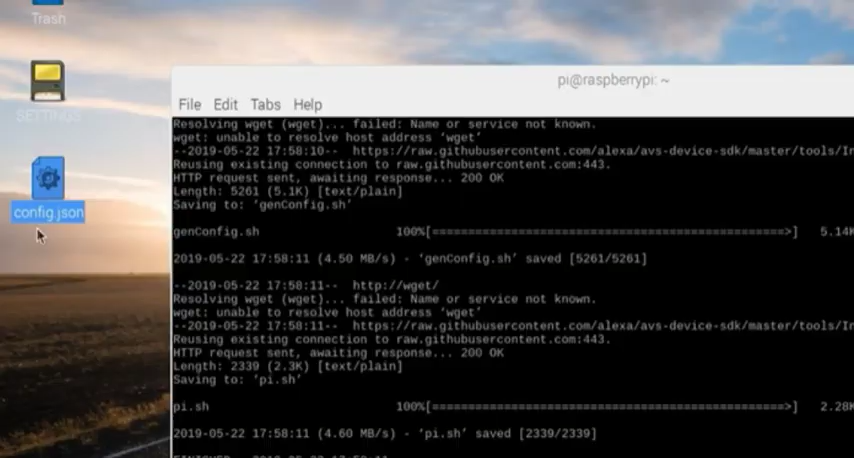 Trash
SETTINGS
config.json
pi@raspberrypi: ~
File Edit Tabs Help
Resolving wget (wget)... failed: Name or service not known.
wget: unable to resolve host address ‘wget’
--2019-05-22 17:58:10-- https://raw.githubusercontent.com/alexa/avs-device-sdk/master/tools/In
Reusing existing connection to raw.githubusercontent.com:443.
HTTP request sent, awaiting response... 200 OK
Length: 5261 (5.1K) [text/plain]
Saving to: ‘genConfig.sh’
genConfig.sh 100%[===================================================>] 5.14K
2019-05-22 17:58:11 (4.50 MB/s) - ‘genConfig.sh’ saved [5261/5261]
--2019-05-22 17:58:11-- http://wget/
Resolving wget (wget)... failed: Name or service not known.
wget: unable to resolve host address ‘wget’
--2019-05-22 17:58:11-- https://raw.githubusercontent.com/alexa/avs-device-sdk/master/tools/In
Reusing existing connection to raw.githubusercontent.com:443.
HTTP request sent, awaiting response... 200 OK
Length: 2339 (2.3K) [text/plain]
Saving to: ‘pi.sh’
pi.sh 100%[===================================================>] 2.28K
2019-05-22 17:58:11 (4.60 MB/s) - ‘pi.sh’ saved [2339/2339]